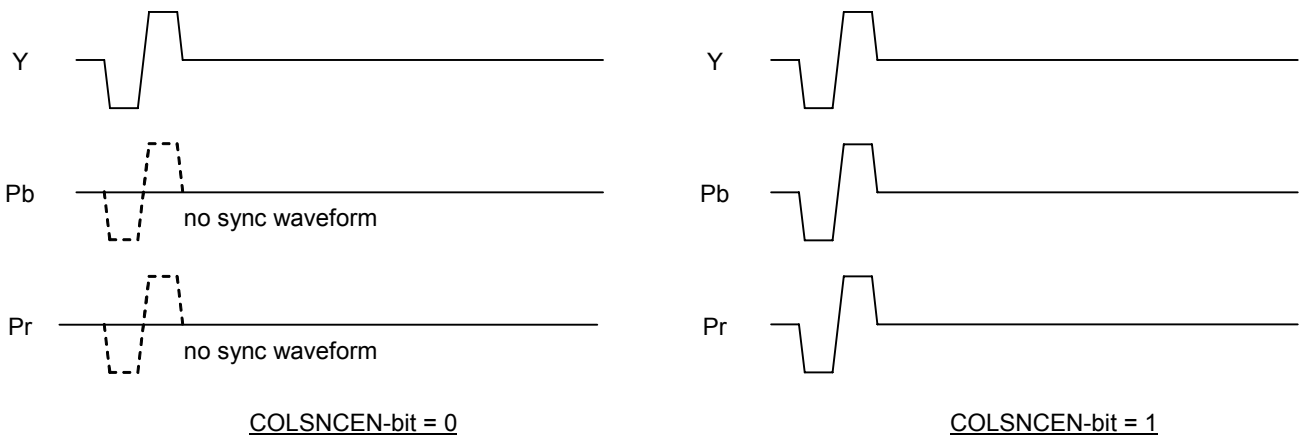 Y
Pb
no sync waveform
Pr
no sync waveform
COLSNCEN-bit = 0
Y
Pb
Pr
COLSNCEN-bit = 1